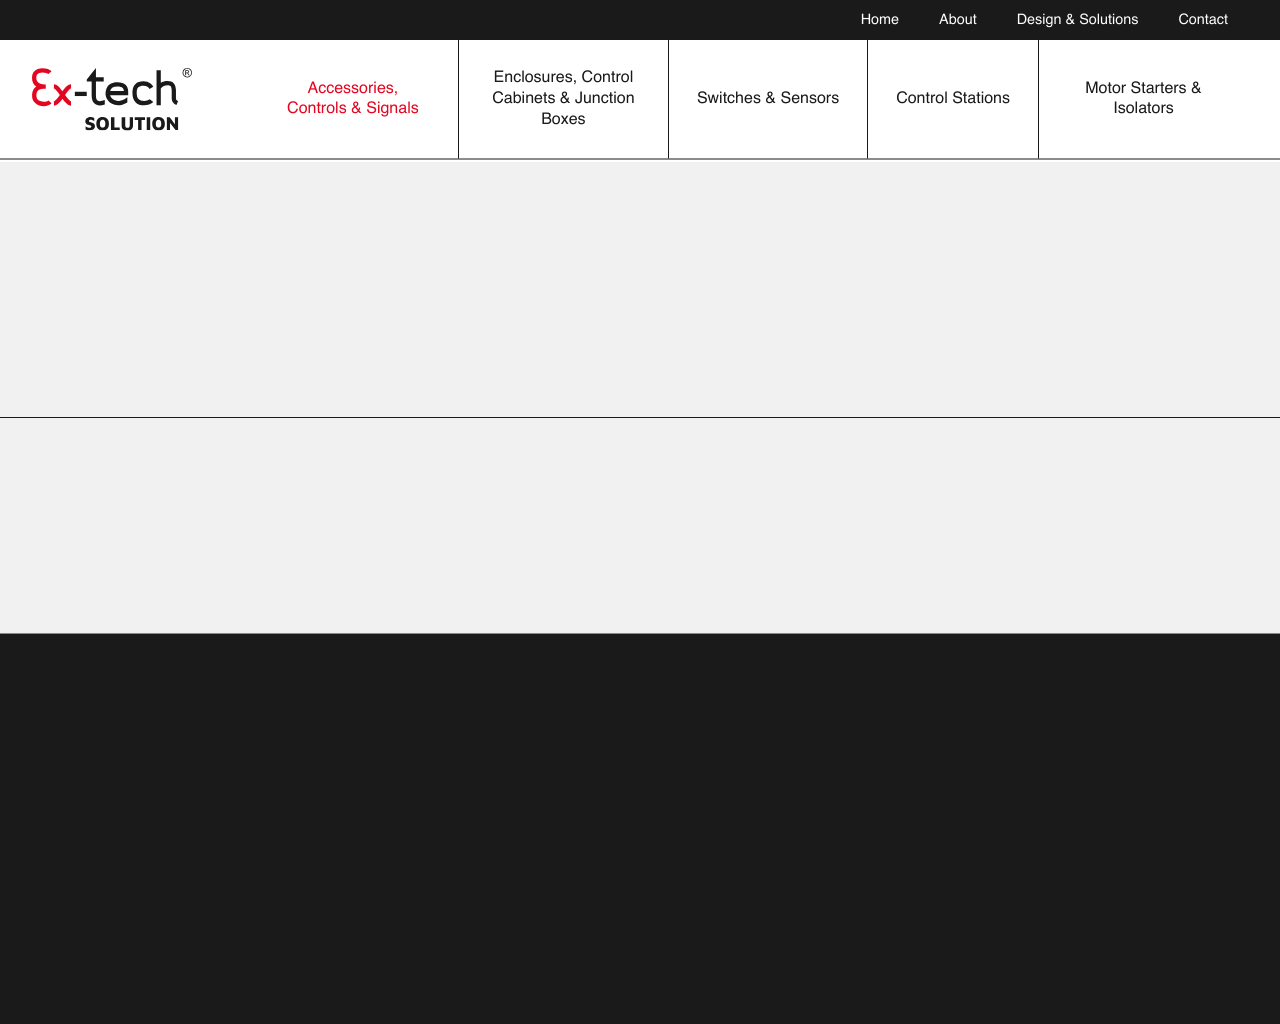 Home About Design & Solutions Contact
Ex-tech®
SOLUTION
Accessories,
Controls & Signals
Enclosures, Control
Cabinets & Junction
Boxes
Switches & Sensors
Control Stations
Motor Starters &
Isolators